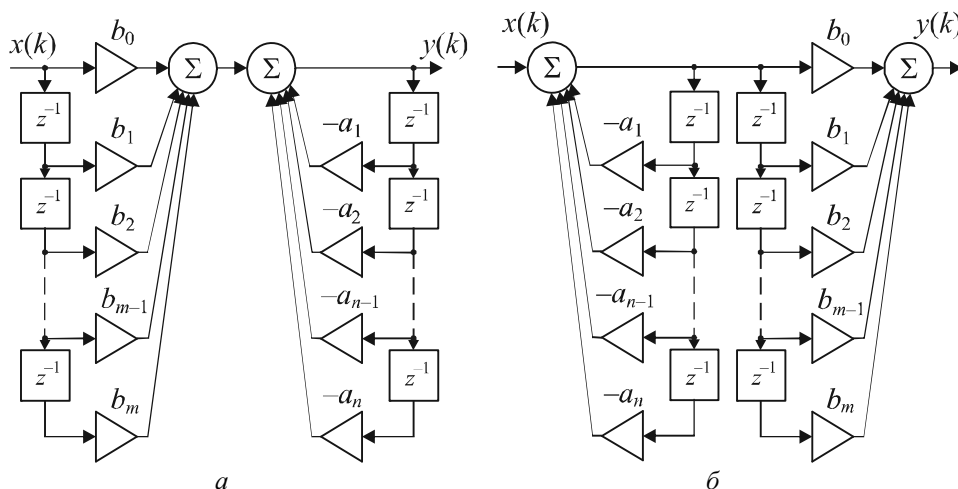 x(k)
b₀
Σ
Σ
y(k)
z⁻¹
b₁
−a₁
z⁻¹
z⁻¹
b₂
−a₂
z⁻¹
bₘ₋₁
−aₙ₋₁
z⁻¹
bₘ
−aₙ
z⁻¹
а
x(k)
Σ
b₀
Σ
y(k)
−a₁
z⁻¹
z⁻¹
b₁
−a₂
z⁻¹
z⁻¹
b₂
−aₙ₋₁
bₘ₋₁
−aₙ
z⁻¹
z⁻¹
bₘ
б